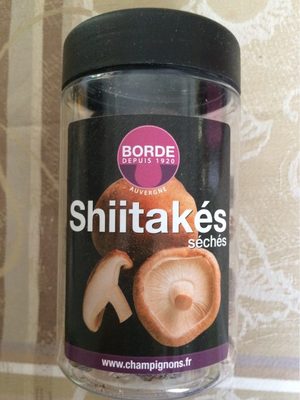 BORDE
DEPUIS 1920
AUVERGNE
Shiitakés
séchés
www.champignons.fr